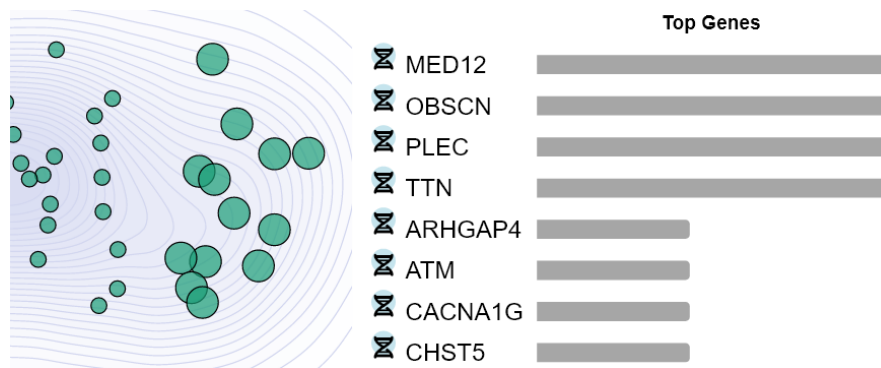 Top Genes
MED12
OBSCN
PLEC
TTN
ARHGAP4
ATM
CACNA1G
CHST5